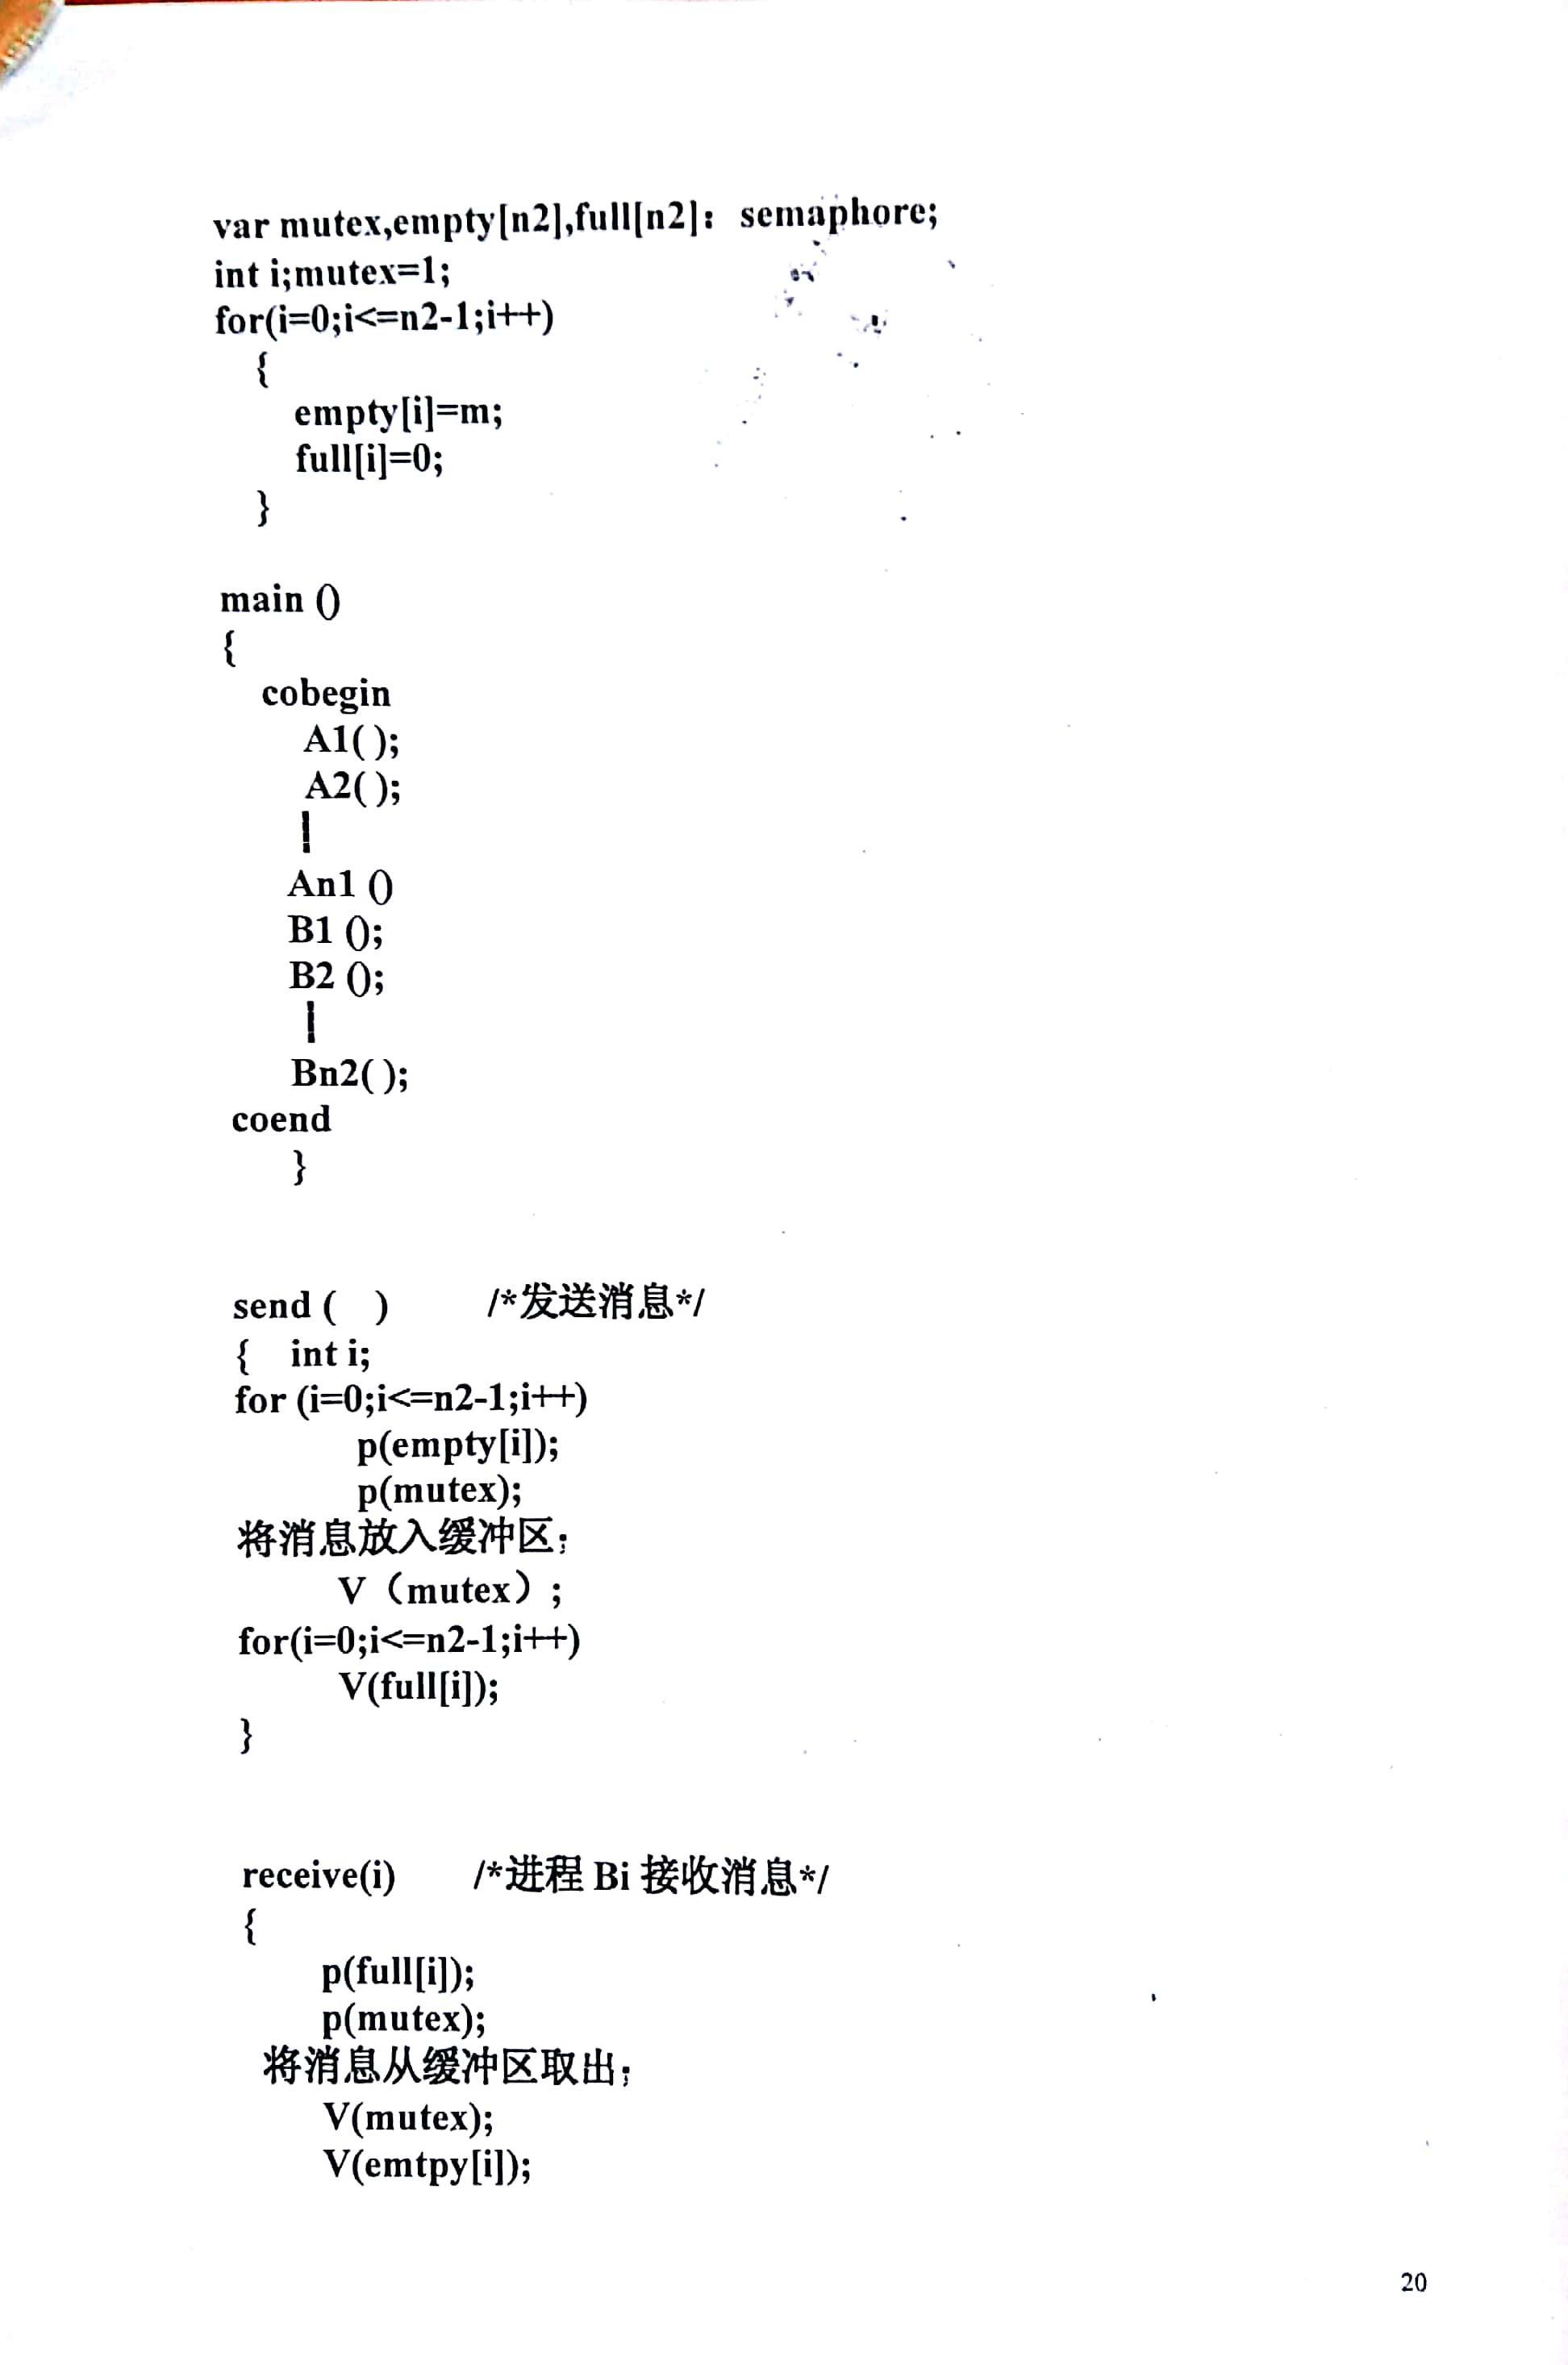 var mutex,empty[n2],full[n2]：semaphore;
int i;mutex=1;
for(i=0;i<=n2-1;i++)
{
empty[i]=m;
full[i]=0;
}
main ()
{
cobegin
A1( );
A2( );
┇
An1 ()
B1 ();
B2 ();
┇
Bn2( );
coend
}
send ( ) /*发送消息*/
{ int i;
for (i=0;i<=n2-1;i++)
p(empty[i]);
p(mutex);
将消息放入缓冲区;
V（mutex）;
for(i=0;i<=n2-1;i++)
V(full[i]);
}
receive(i) /*进程 Bi 接收消息*/
{
p(full[i]);
p(mutex);
将消息从缓冲区取出;
V(mutex);
V(emtpy[i]);
20